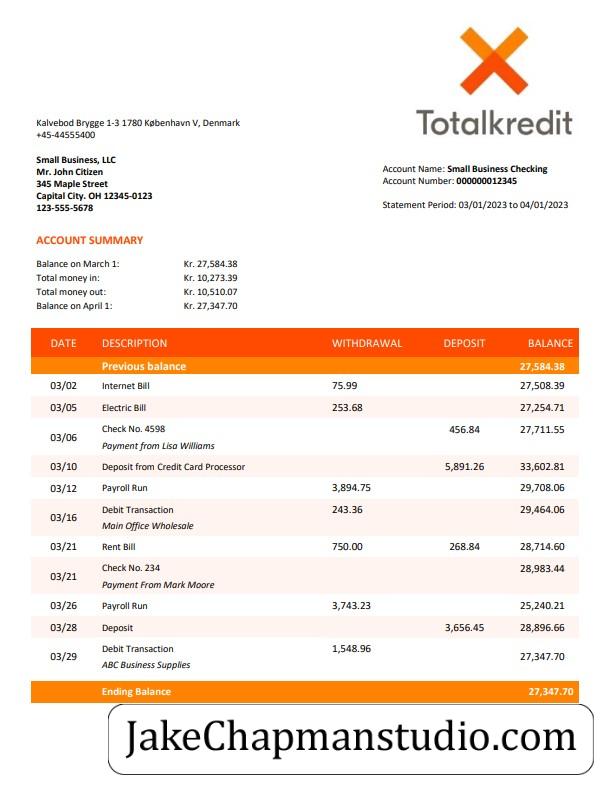 Totalkredit
Kalvebod Brygge 1-3 1780 København V, Denmark
+45-44555400
Small Business, LLC
Mr. John Citizen
345 Maple Street
Capital City. OH 12345-0123
123-555-5678
Account Name: Small Business Checking
Account Number: 000000012345
Statement Period: 03/01/2023 to 04/01/2023
ACCOUNT SUMMARY
Balance on March 1: Kr. 27,584.38
Total money in: Kr. 10,273.39
Total money out: Kr. 10,510.07
Balance on April 1: Kr. 27,347.70
DATE DESCRIPTION WITHDRAWAL DEPOSIT BALANCE
Previous balance 27,584.38
03/02 Internet Bill 75.99 27,508.39
03/05 Electric Bill 253.68 27,254.71
03/06 Check No. 4598 456.84 27,711.55
Payment from Lisa Williams
03/10 Deposit from Credit Card Processor 5,891.26 33,602.81
03/12 Payroll Run 3,894.75 29,708.06
03/16 Debit Transaction 243.36 29,464.06
Main Office Wholesale
03/21 Rent Bill 750.00 268.84 28,714.60
03/21 Check No. 234 28,983.44
Payment From Mark Moore
03/26 Payroll Run 3,743.23 25,240.21
03/28 Deposit 3,656.45 28,896.66
03/29 Debit Transaction 1,548.96 27,347.70
ABC Business Supplies
Ending Balance 27,347.70
JakeChapmanstudio.com